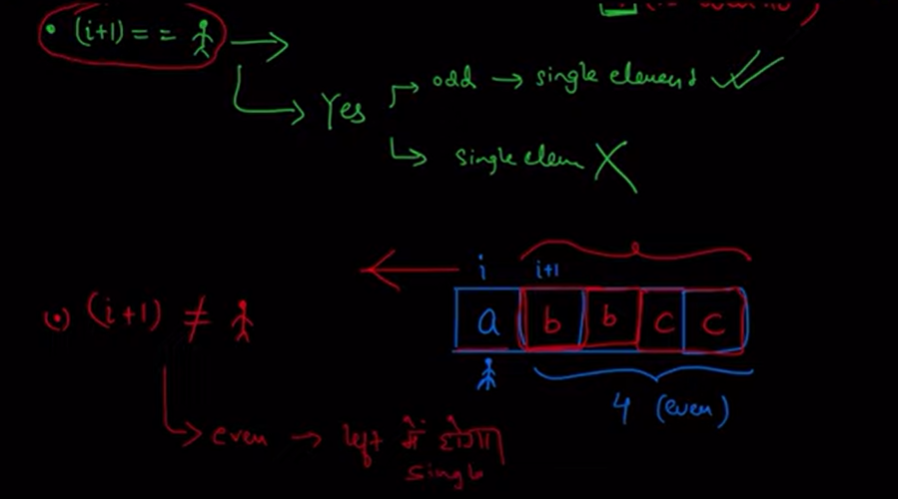 • (i+1) ==
Yes
odd → single element
single elem
i i+1
a b b c c
(•) (i+1) ≠
4 (even)
even → left में होगा
single